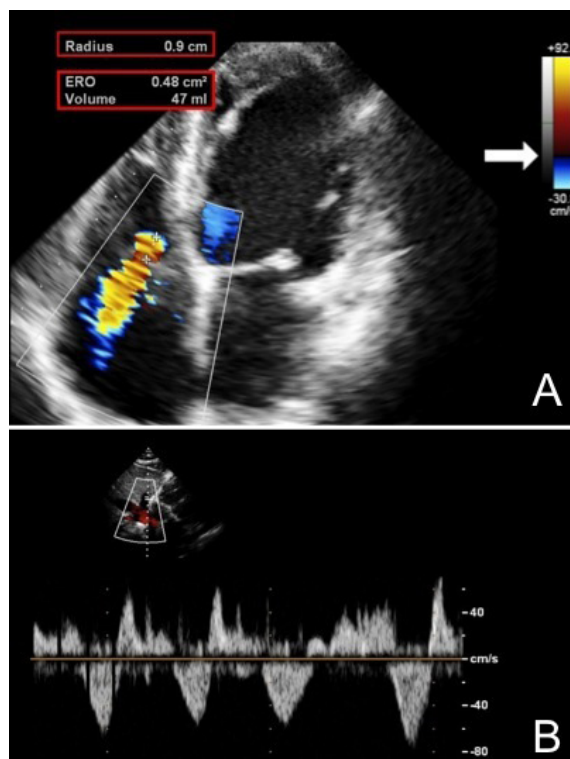 Radius 0.9 cm
ERO 0.48 cm²
Volume 47 ml
+92.
-30.
cm/s
A
40
cm/s
-40
-80
B